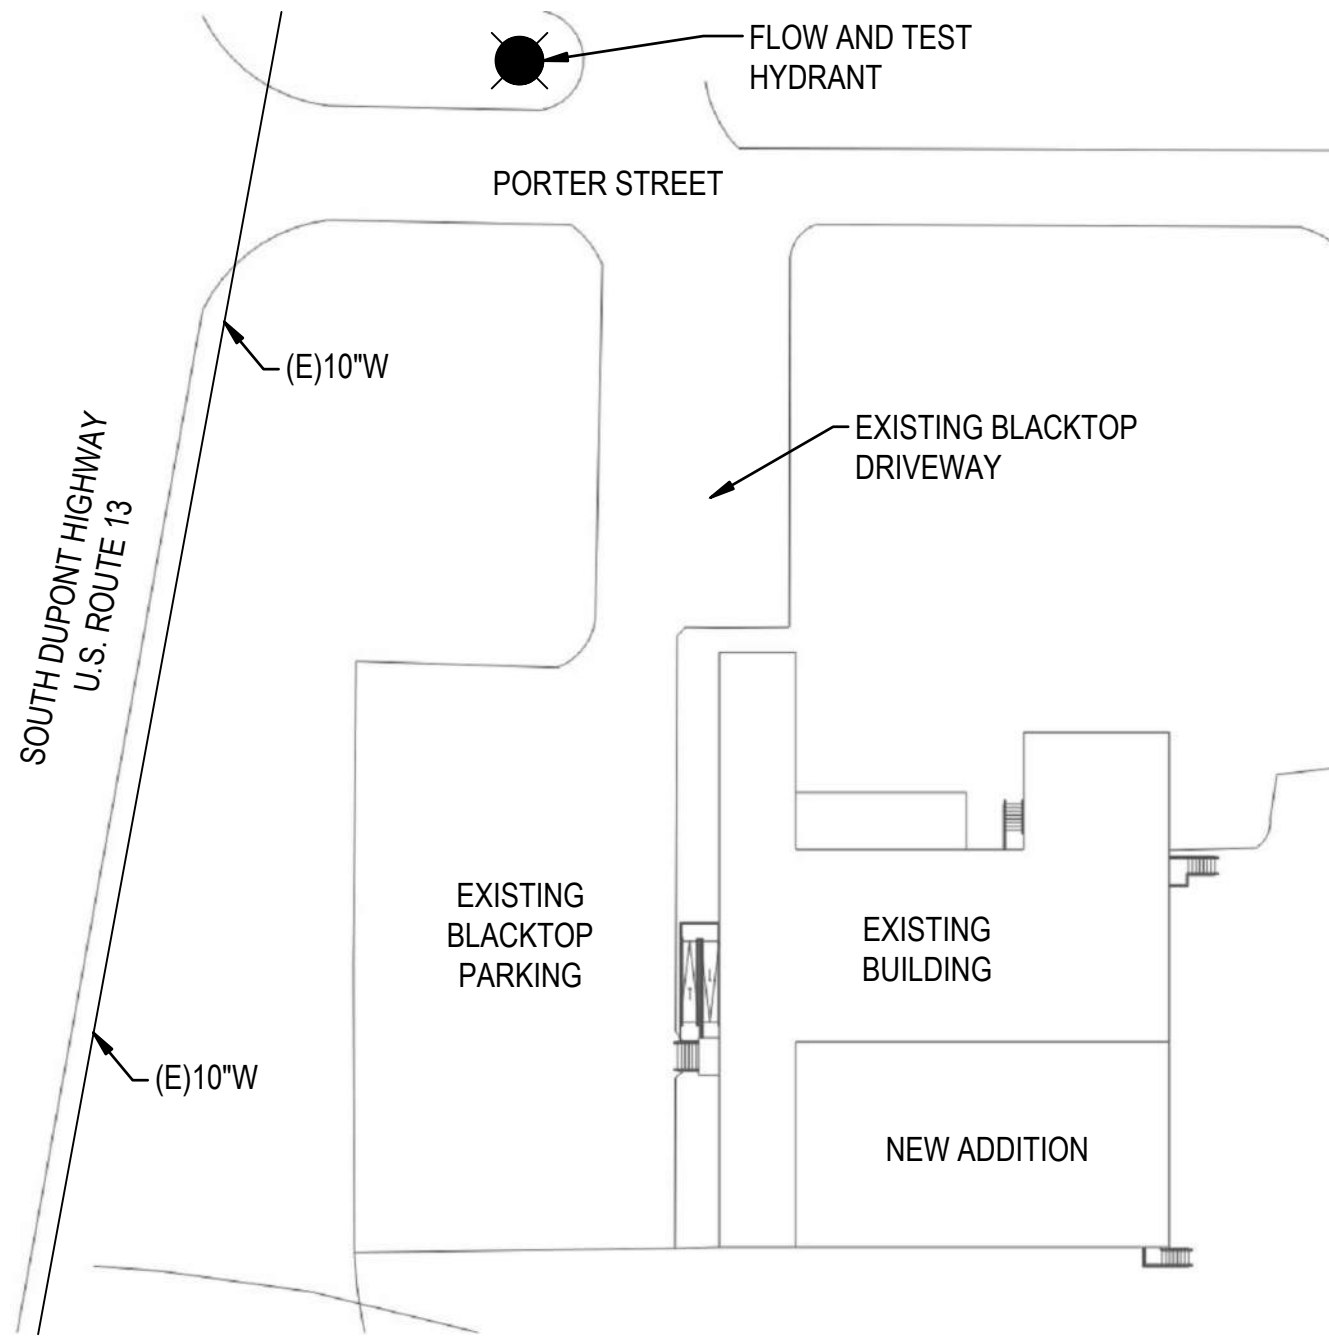 FLOW AND TEST
HYDRANT
PORTER STREET
(E)10"W
EXISTING BLACKTOP
DRIVEWAY
SOUTH DUPONT HIGHWAY
U.S. ROUTE 13
EXISTING
BLACKTOP
PARKING
EXISTING
BUILDING
(E)10"W
NEW ADDITION